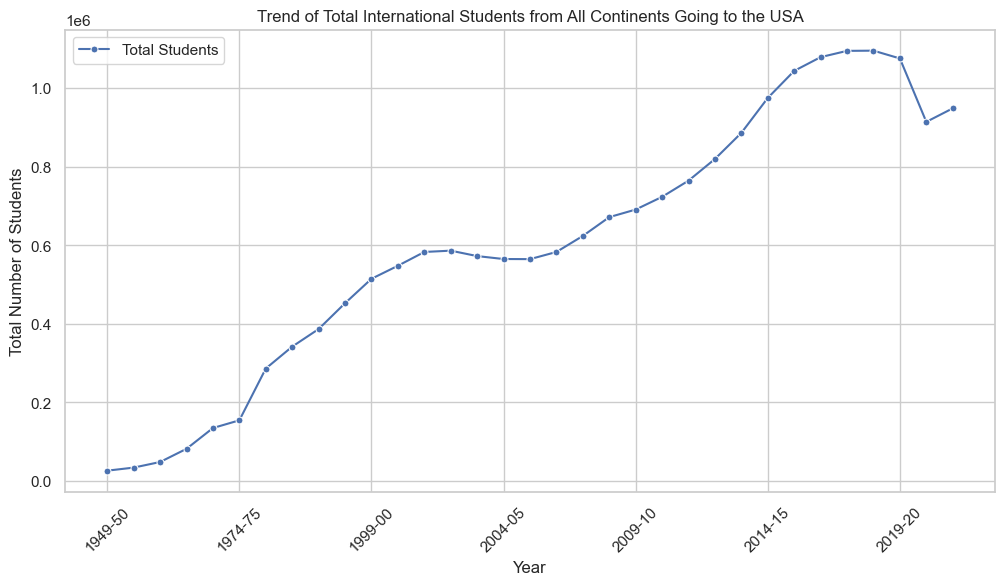 Trend of Total International Students from All Continents Going to the USA
1e6
Total Students
1.0
0.8
0.6
0.4
0.2
0.0
Total Number of Students
1949-50
1974-75
1999-00
2004-05
2009-10
2014-15
2019-20
Year